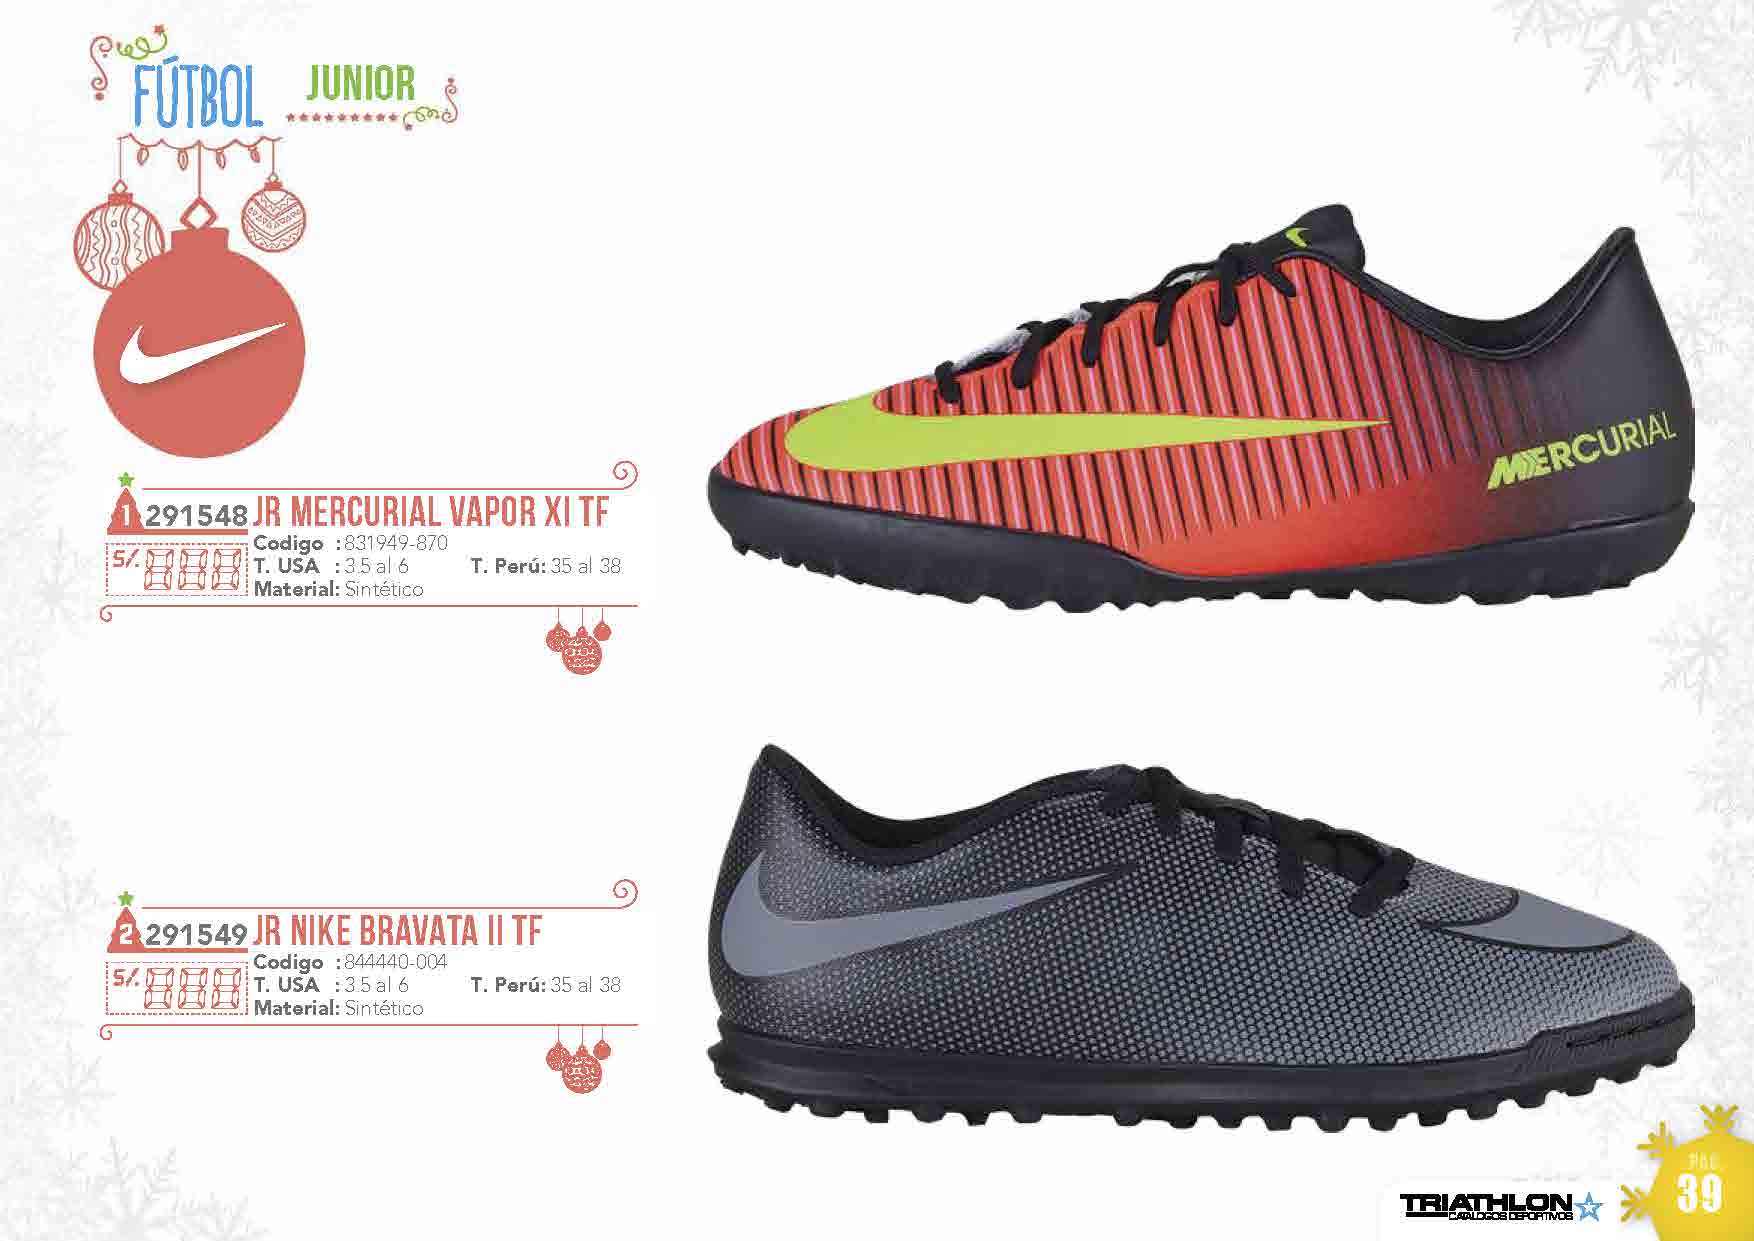 FÚTBOL JUNIOR
1 291548 JR MERCURIAL VAPOR XI TF
Codigo : 831949-870
S/. 888 T. USA : 3.5 al 6 T. Perú: 35 al 38
Material: Sintético
MERCURIAL
2 291549 JR NIKE BRAVATA II TF
Codigo : 844440-004
S/. 888 T. USA : 3.5 al 6 T. Perú: 35 al 38
Material: Sintético
TRIATHLON
CATALOGOS DEPORTIVOS
PAG.
39